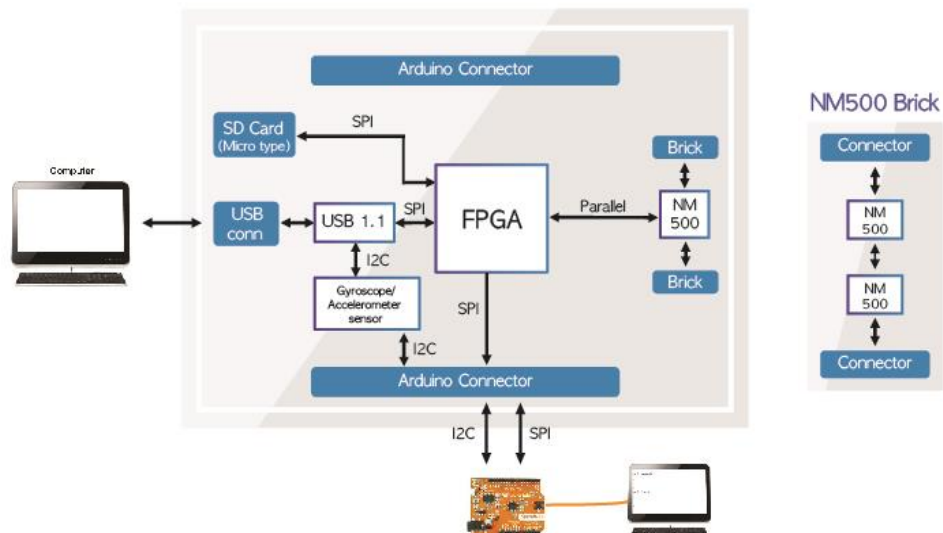 Arduino Connector
NM500 Brick
SD Card
(Micro type)
SPI
Brick
Connector
Computer
USB
conn
USB 1.1
SPI
FPGA
Parallel
NM
500
NM
500
I2C
Gyroscope/
Accelerometer
sensor
SPI
Brick
NM
500
I2C
Arduino Connector
Connector
I2C
SPI